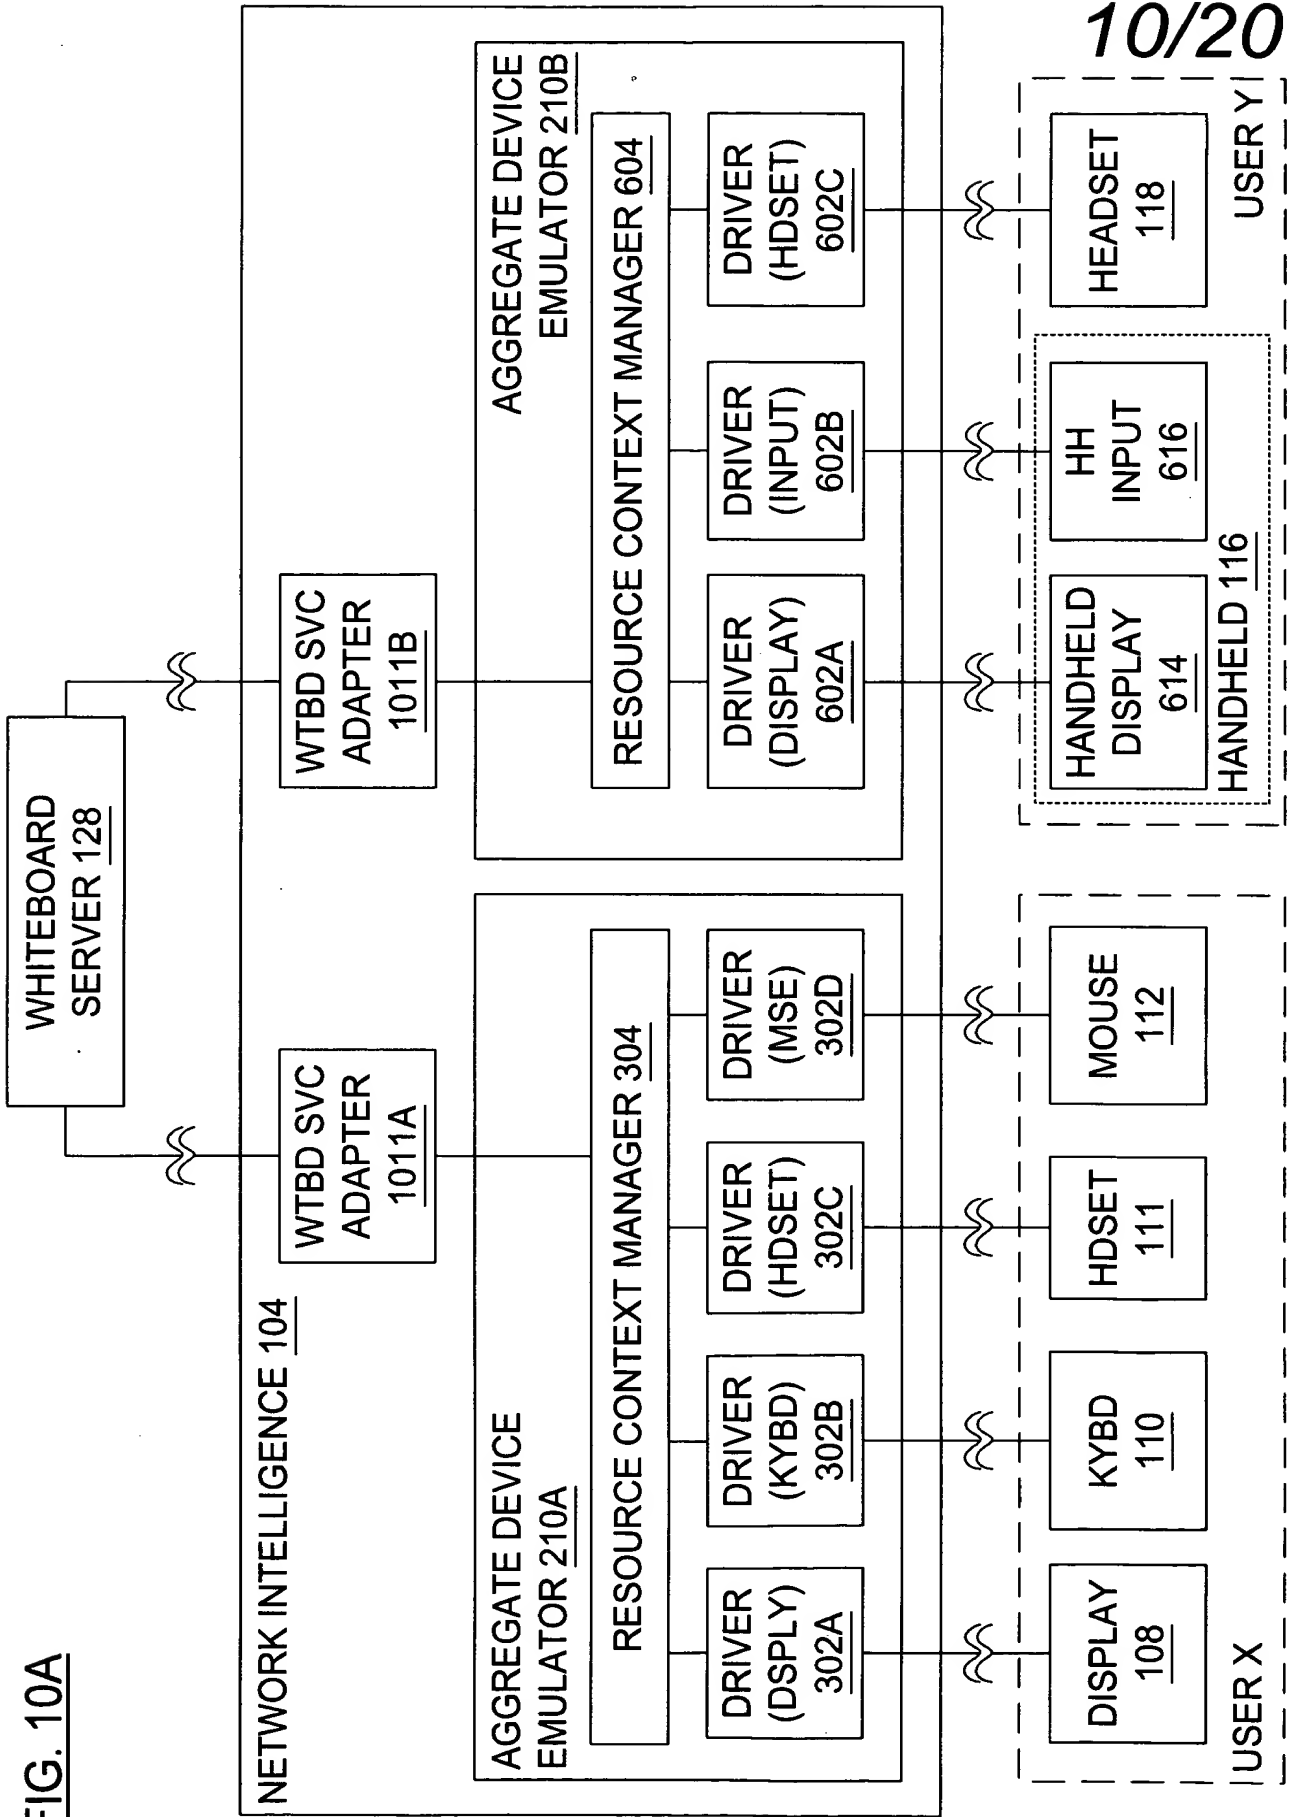 10/20
FIG. 10A
WHITEBOARD
SERVER 128
NETWORK INTELLIGENCE 104
WTBD SVC
ADAPTER
1011A
WTBD SVC
ADAPTER
1011B
AGGREGATE DEVICE
EMULATOR 210A
RESOURCE CONTEXT MANAGER 304
DRIVER
(DSPLY)
302A
DRIVER
(KYBD)
302B
DRIVER
(HDSET)
302C
DRIVER
(MSE)
302D
AGGREGATE DEVICE
EMULATOR 210B
RESOURCE CONTEXT MANAGER 604
DRIVER
(DISPLAY)
602A
DRIVER
(INPUT)
602B
DRIVER
(HDSET)
602C
DISPLAY
108
KYBD
110
HDSET
111
MOUSE
112
USER X
HANDHELD
DISPLAY
614
HH
INPUT
616
HANDHELD 116
HEADSET
118
USER Y